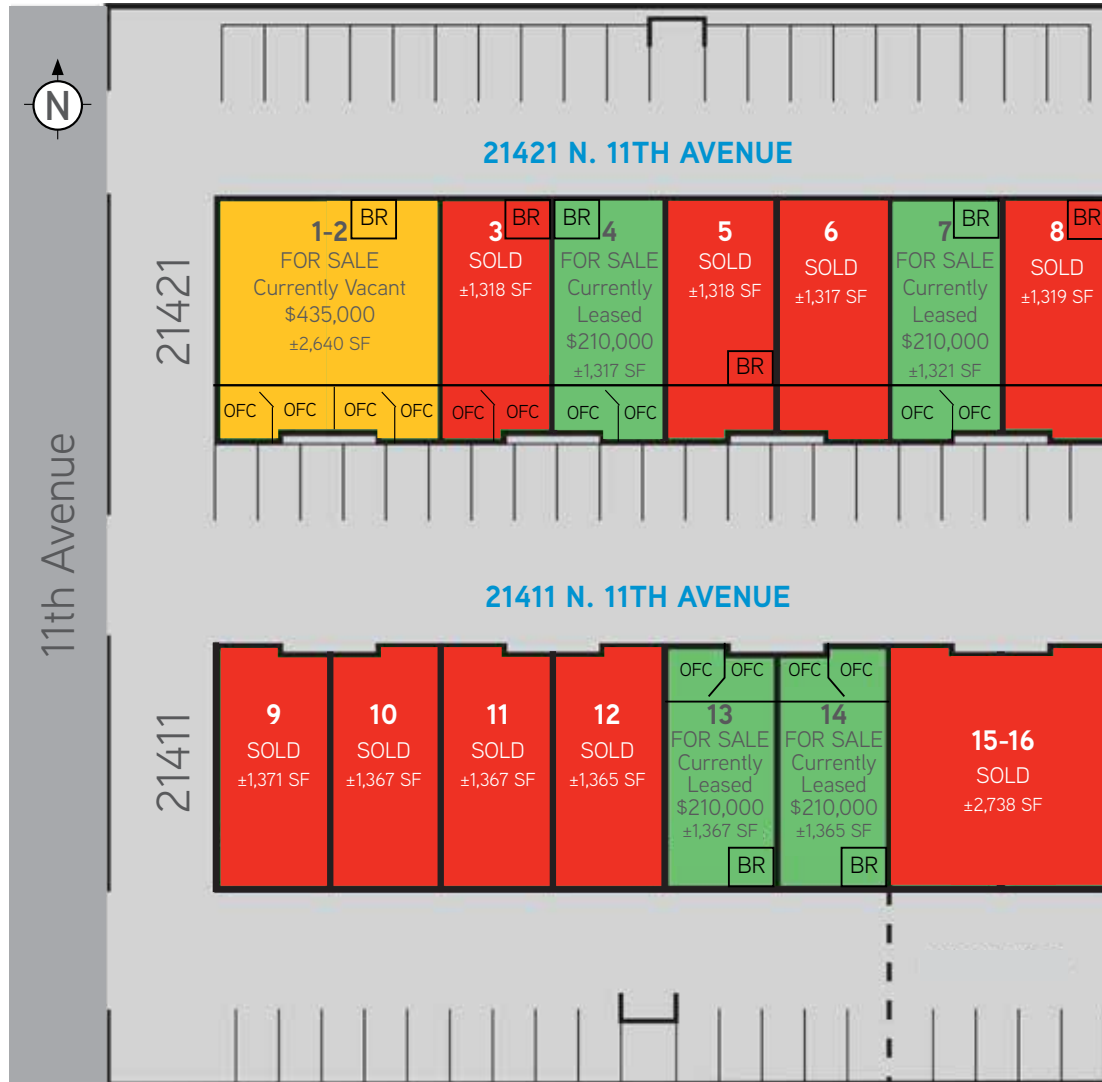 N
21421 N. 11TH AVENUE
11th Avenue
21421
BR
1-2
FOR SALE
Currently Vacant
$435,000
±2,640 SF
OFC OFC OFC OFC
BR
3
SOLD
±1,318 SF
OFC OFC
BR
4
FOR SALE
Currently
Leased
$210,000
±1,317 SF
OFC OFC
5
SOLD
±1,318 SF
BR
6
SOLD
±1,317 SF
BR
7
FOR SALE
Currently
Leased
$210,000
±1,321 SF
OFC OFC
BR
8
SOLD
±1,319 SF
21411 N. 11TH AVENUE
21411
9
SOLD
±1,371 SF
10
SOLD
±1,367 SF
11
SOLD
±1,367 SF
12
SOLD
±1,365 SF
OFC OFC
13
FOR SALE
Currently
Leased
$210,000
±1,367 SF
BR
OFC OFC
14
FOR SALE
Currently
Leased
$210,000
±1,365 SF
BR
15-16
SOLD
±2,738 SF